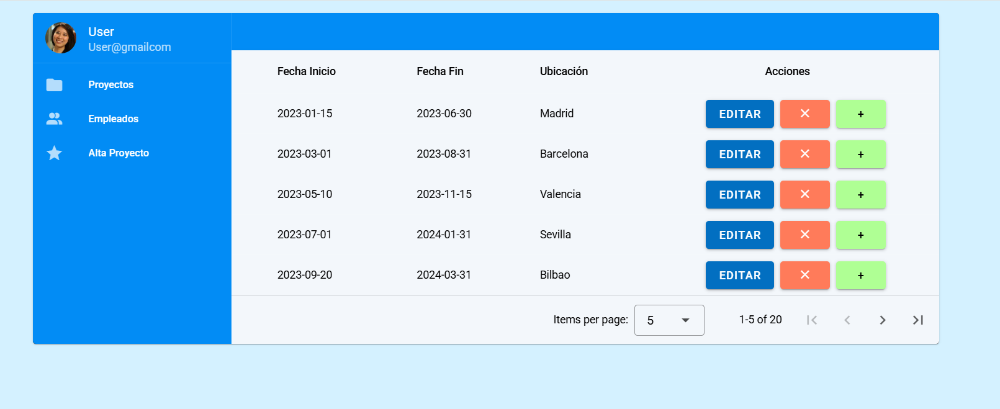 User
User@gmailcom
Proyectos
Empleados
Alta Proyecto
Fecha Inicio Fecha Fin Ubicación Acciones
2023-01-15 2023-06-30 Madrid EDITAR ✕ +
2023-03-01 2023-08-31 Barcelona EDITAR ✕ +
2023-05-10 2023-11-15 Valencia EDITAR ✕ +
2023-07-01 2024-01-31 Sevilla EDITAR ✕ +
2023-09-20 2024-03-31 Bilbao EDITAR ✕ +
Items per page: 5 1-5 of 20